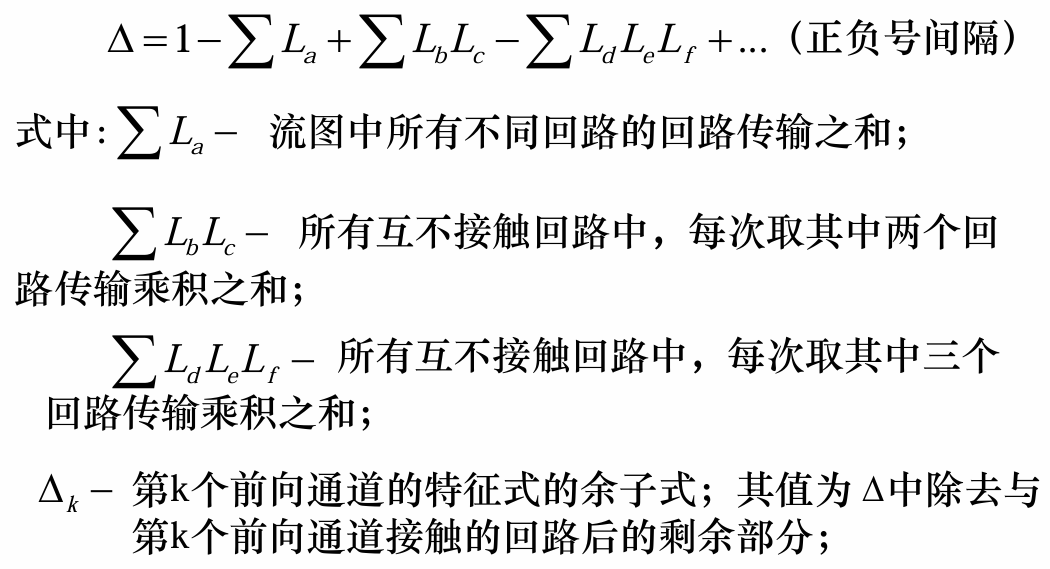 Δ=1−∑Lₐ+∑L_bL_c−∑L_dL_eL_f+...（正负号间隔）
式中:∑Lₐ− 流图中所有不同回路的回路传输之和；
∑L_bL_c− 所有互不接触回路中，每次取其中两个回
路传输乘积之和；
∑L_dL_eL_f− 所有互不接触回路中，每次取其中三个
回路传输乘积之和；
Δ_k− 第k个前向通道的特征式的余子式；其值为Δ中除去与
第k个前向通道接触的回路后的剩余部分；